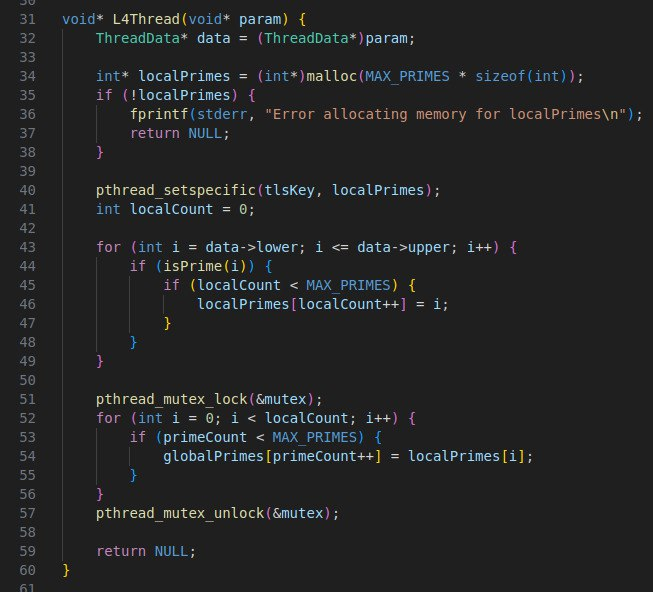 30
31 void* L4Thread(void* param) {
32     ThreadData* data = (ThreadData*)param;
33
34     int* localPrimes = (int*)malloc(MAX_PRIMES * sizeof(int));
35     if (!localPrimes) {
36         fprintf(stderr, "Error allocating memory for localPrimes\n");
37         return NULL;
38     }
39
40     pthread_setspecific(tlsKey, localPrimes);
41     int localCount = 0;
42
43     for (int i = data->lower; i <= data->upper; i++) {
44         if (isPrime(i)) {
45             if (localCount < MAX_PRIMES) {
46                 localPrimes[localCount++] = i;
47             }
48         }
49     }
50
51     pthread_mutex_lock(&mutex);
52     for (int i = 0; i < localCount; i++) {
53         if (primeCount < MAX_PRIMES) {
54             globalPrimes[primeCount++] = localPrimes[i];
55         }
56     }
57     pthread_mutex_unlock(&mutex);
58
59     return NULL;
60 }
61